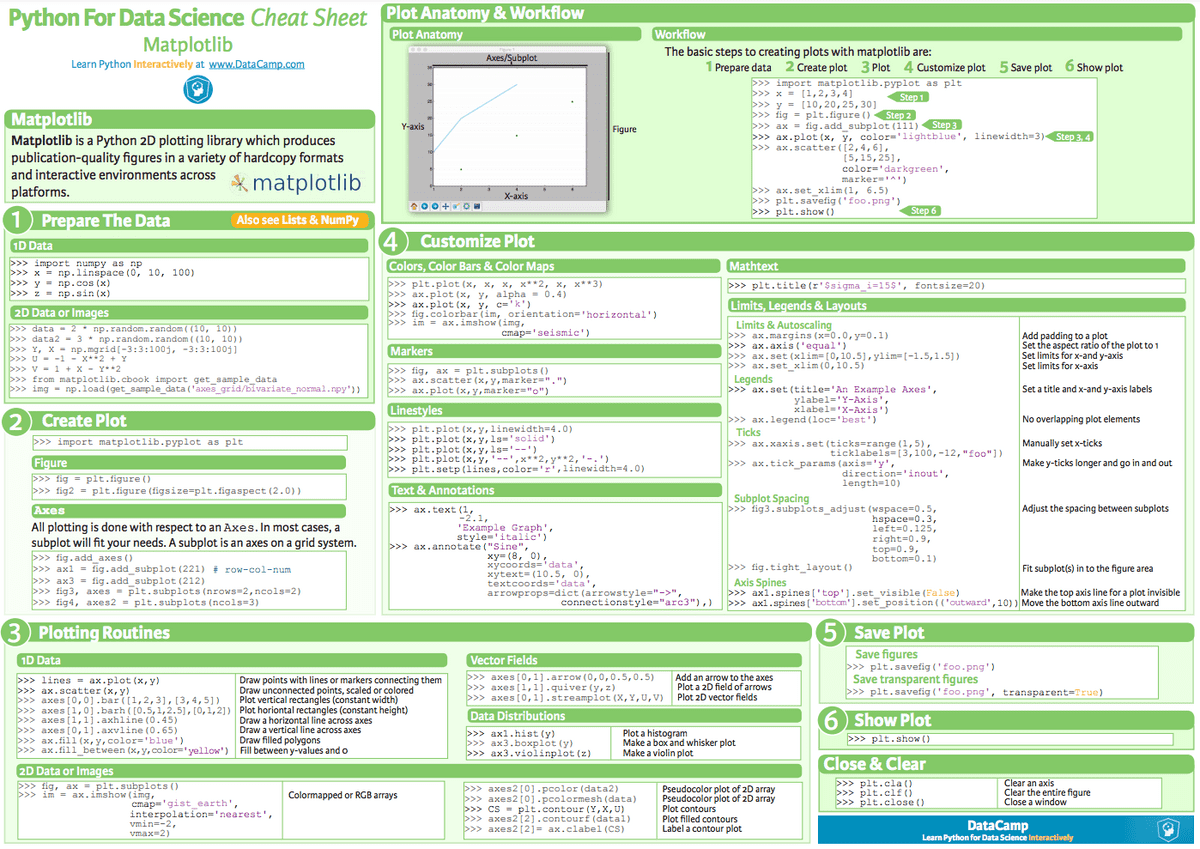 Python For Data Science Cheat Sheet
Matplotlib
Learn Python Interactively at www.DataCamp.com
Matplotlib
Matplotlib is a Python 2D plotting library which produces
publication-quality figures in a variety of hardcopy formats
and interactive environments across
platforms.
matplotlib
1 Prepare The Data
Also see Lists & NumPy
1D Data
>>> import numpy as np
>>> x = np.linspace(0, 10, 100)
>>> y = np.cos(x)
>>> z = np.sin(x)
2D Data or Images
>>> data = 2 * np.random.random((10, 10))
>>> data2 = 3 * np.random.random((10, 10))
>>> Y, X = np.mgrid[-3:3:100j, -3:3:100j]
>>> U = -1 - X**2 + Y
>>> V = 1 + X - Y**2
>>> from matplotlib.cbook import get_sample_data
>>> img = np.load(get_sample_data('axes_grid/bivariate_normal.npy'))
2 Create Plot
>>> import matplotlib.pyplot as plt
Figure
>>> fig = plt.figure()
>>> fig2 = plt.figure(figsize=plt.figaspect(2.0))
Axes
All plotting is done with respect to an Axes. In most cases, a
subplot will fit your needs. A subplot is an axes on a grid system.
>>> fig.add_axes()
>>> ax1 = fig.add_subplot(221) # row-col-num
>>> ax3 = fig.add_subplot(212)
>>> fig3, axes = plt.subplots(nrows=2,ncols=2)
>>> fig4, axes2 = plt.subplots(ncols=3)
Plot Anatomy & Workflow
Plot Anatomy
Axes/Subplot
Y-axis
Figure
X-axis
Workflow
The basic steps to creating plots with matplotlib are:
1 Prepare data 2 Create plot 3 Plot 4 Customize plot 5 Save plot 6 Show plot
>>> import matplotlib.pyplot as plt
>>> x = [1,2,3,4]
>>> y = [10,20,25,30] Step 1
>>> fig = plt.figure() Step 2
>>> ax = fig.add_subplot(111) Step 3
>>> ax.plot(x, y, color='lightblue', linewidth=3) Step 3, 4
>>> ax.scatter([2,4,6],
[5,15,25],
color='darkgreen',
marker='^')
>>> ax.set_xlim(1, 6.5)
>>> plt.savefig('foo.png')
>>> plt.show() Step 6
4 Customize Plot
Colors, Color Bars & Color Maps
>>> plt.plot(x, x, x, x**2, x, x**3)
>>> ax.plot(x, y, alpha = 0.4)
>>> ax.plot(x, y, c='k')
>>> fig.colorbar(im, orientation='horizontal')
>>> im = ax.imshow(img,
cmap='seismic')
Markers
>>> fig, ax = plt.subplots()
>>> ax.scatter(x,y,marker=".")
>>> ax.plot(x,y,marker="o")
Linestyles
>>> plt.plot(x,y,linewidth=4.0)
>>> plt.plot(x,y,ls='solid')
>>> plt.plot(x,y,ls='--')
>>> plt.plot(x,y,'--',x**2,y**2,'-.')
>>> plt.setp(lines,color='r',linewidth=4.0)
Text & Annotations
>>> ax.text(1,
-2.1,
'Example Graph',
style='italic')
>>> ax.annotate("Sine",
xy=(8, 0),
xycoords='data',
xytext=(10.5, 0),
textcoords='data',
arrowprops=dict(arrowstyle="->",
connectionstyle="arc3"),)
Mathtext
>>> plt.title(r'$sigma_i=15$', fontsize=20)
Limits, Legends & Layouts
Limits & Autoscaling
>>> ax.margins(x=0.0,y=0.1) Add padding to a plot
>>> ax.axis('equal') Set the aspect ratio of the plot to 1
>>> ax.set(xlim=[0,10.5],ylim=[-1.5,1.5]) Set limits for x-and y-axis
>>> ax.set_xlim(0,10.5) Set limits for x-axis
Legends
>>> ax.set(title='An Example Axes', Set a title and x-and y-axis labels
ylabel='Y-Axis',
xlabel='X-Axis')
>>> ax.legend(loc='best') No overlapping plot elements
Ticks
>>> ax.xaxis.set(ticks=range(1,5), Manually set x-ticks
ticklabels=[3,100,-12,"foo"])
>>> ax.tick_params(axis='y', Make y-ticks longer and go in and out
direction='inout',
length=10)
Subplot Spacing
>>> fig3.subplots_adjust(wspace=0.5, Adjust the spacing between subplots
hspace=0.3,
left=0.125,
right=0.9,
top=0.9,
bottom=0.1)
>>> fig.tight_layout() Fit subplot(s) in to the figure area
Axis Spines
>>> ax1.spines['top'].set_visible(False) Make the top axis line for a plot invisible
>>> ax1.spines['bottom'].set_position(('outward',10)) Move the bottom axis line outward
3 Plotting Routines
1D Data
>>> lines = ax.plot(x,y) Draw points with lines or markers connecting them
>>> ax.scatter(x,y) Draw unconnected points, scaled or colored
>>> axes[0,0].bar([1,2,3],[3,4,5]) Plot vertical rectangles (constant width)
>>> axes[1,0].barh([0.5,1,2.5],[0,1,2]) Plot horiontal rectangles (constant height)
>>> axes[1,1].axhline(0.45) Draw a horizontal line across axes
>>> axes[0,1].axvline(0.65) Draw a vertical line across axes
>>> ax.fill(x,y,color='blue') Draw filled polygons
>>> ax.fill_between(x,y,color='yellow') Fill between y-values and 0
2D Data or Images
>>> fig, ax = plt.subplots()
>>> im = ax.imshow(img, Colormapped or RGB arrays
cmap='gist_earth',
interpolation='nearest',
vmin=-2,
vmax=2)
Vector Fields
>>> axes[0,1].arrow(0,0,0.5,0.5) Add an arrow to the axes
>>> axes[1,1].quiver(y,z) Plot a 2D field of arrows
>>> axes[0,1].streamplot(X,Y,U,V) Plot 2D vector fields
Data Distributions
>>> ax1.hist(y) Plot a histogram
>>> ax3.boxplot(y) Make a box and whisker plot
>>> ax3.violinplot(z) Make a violin plot
>>> axes2[0].pcolor(data2) Pseudocolor plot of 2D array
>>> axes2[0].pcolormesh(data) Pseudocolor plot of 2D array
>>> CS = plt.contour(Y,X,U) Plot contours
>>> axes2[2].contourf(data1) Plot filled contours
>>> axes2[2]= ax.clabel(CS) Label a contour plot
5 Save Plot
Save figures
>>> plt.savefig('foo.png')
Save transparent figures
>>> plt.savefig('foo.png', transparent=True)
6 Show Plot
>>> plt.show()
Close & Clear
>>> plt.cla() Clear an axis
>>> plt.clf() Clear the entire figure
>>> plt.close() Close a window
DataCamp
Learn Python for Data Science Interactively